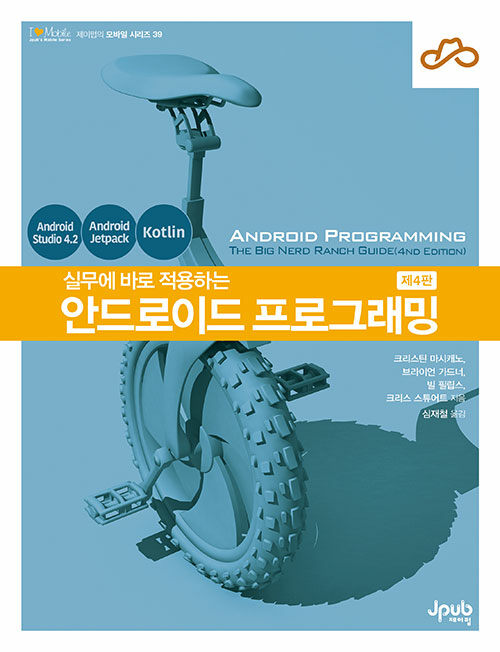 I Mobile 제이펍의 모바일 시리즈 39
Jpub's Mobile Series
Android Studio 4.2
Android Jetpack
Kotlin
ANDROID PROGRAMMING
THE BIG NERD RANCH GUIDE(4ND EDITION)
실무에 바로 적용하는
제4판
안드로이드 프로그래밍
크리스틴 마시캐노,
브라이언 가드너,
빌 필립스,
크리스 스튜어트 지음
심재철 옮김
Jpub
제이펍